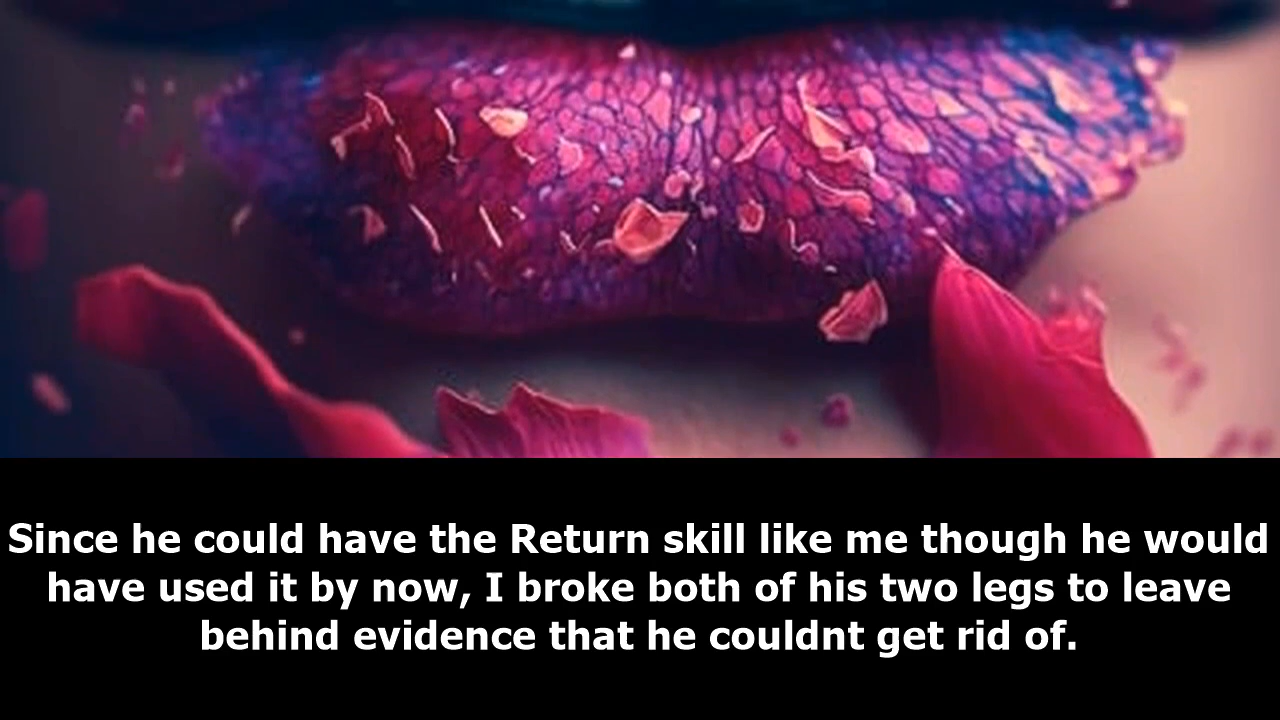 Since he could have the Return skill like me though he would
have used it by now, I broke both of his two legs to leave
behind evidence that he couldnt get rid of.